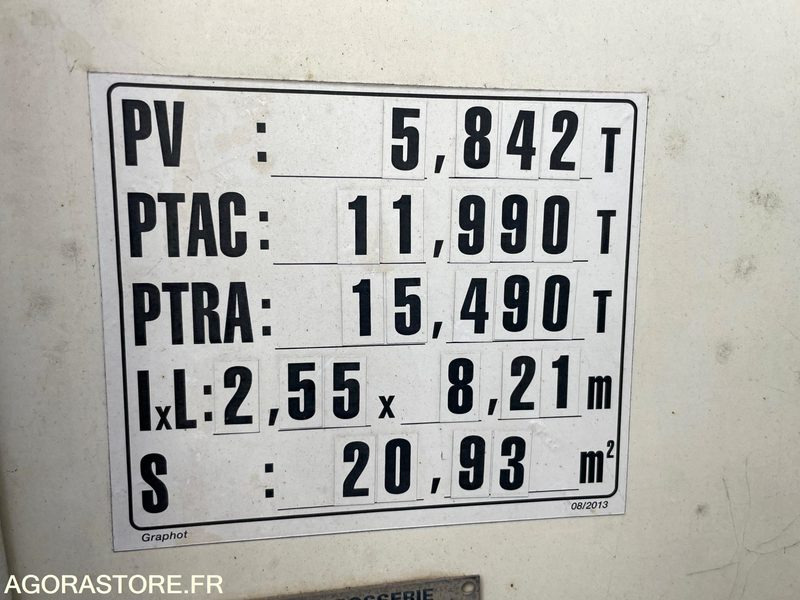 PV : 5,842 T
PTAC : 11,990 T
PTRA : 15,490 T
lxL : 2,55 x 8,21 m
S : 20,93 m²
Graphot 08/2013
AGORASTORE.FR